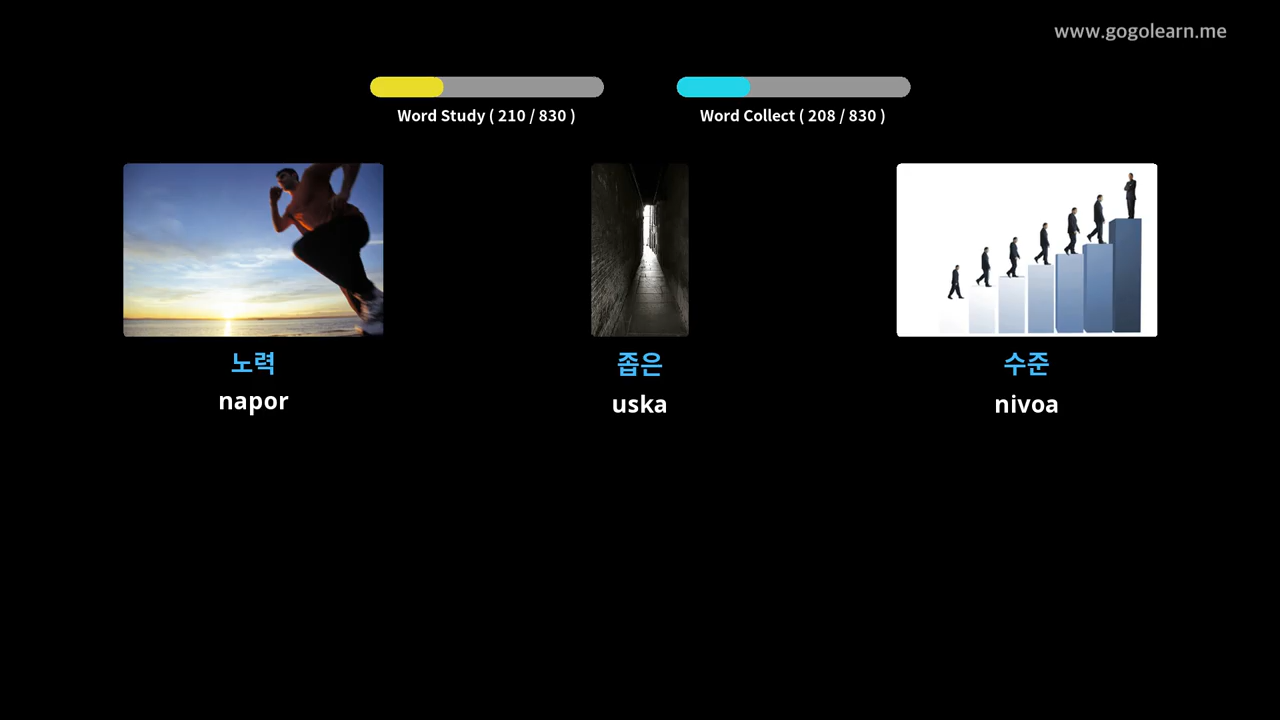 www.gogolearn.me
Word Study ( 210 / 830 )
Word Collect ( 208 / 830 )
노력
napor
좁은
uska
수준
nivoa